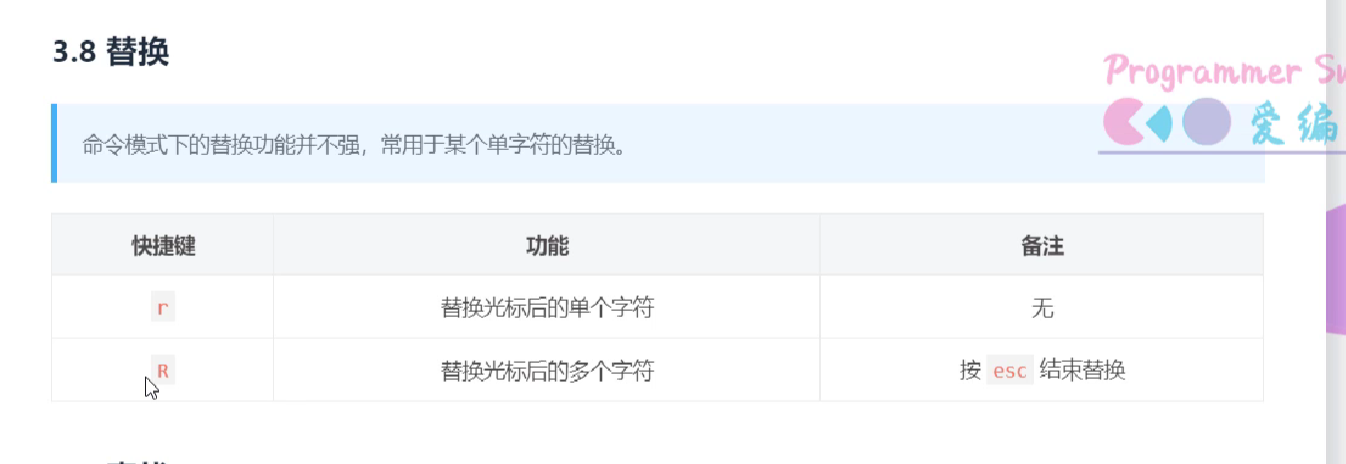 3.8 替换
Programmer Su
爱编
命令模式下的替换功能并不强，常用于某个单字符的替换。
快捷键 功能 备注
r 替换光标后的单个字符 无
R 替换光标后的多个字符 按 esc 结束替换